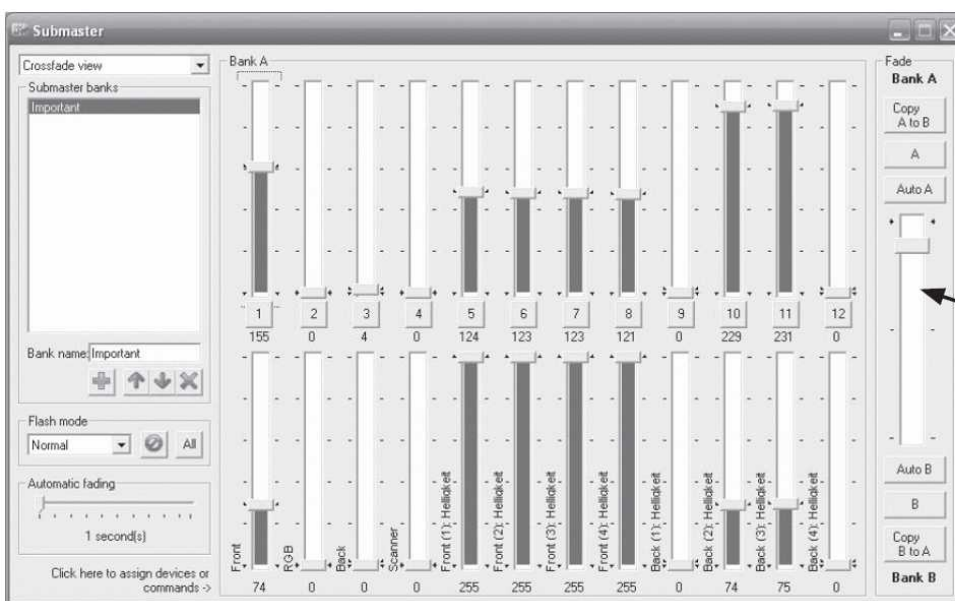 Submaster
Crossfade view
Submaster banks
Important
Bank name: Important
Flash mode
Normal
All
Automatic fading
1 second(s)
Click here to assign devices or
commands ->
Bank A
1 2 3 4 5 6 7 8 9 10 11 12
155 0 4 0 124 123 123 121 0 229 231 0
Front
RGB
Back
Scanner
Front (1): Helligkeit
Front (2): Helligkeit
Front (3): Helligkeit
Front (4): Helligkeit
Back (1): Helligkeit
Back (2): Helligkeit
Back (3): Helligkeit
Back (4): Helligkeit
74 0 0 0 255 255 255 255 0 74 75 0
Fade
Bank A
Copy
A to B
A
Auto A
Auto B
B
Copy
B to A
Bank B